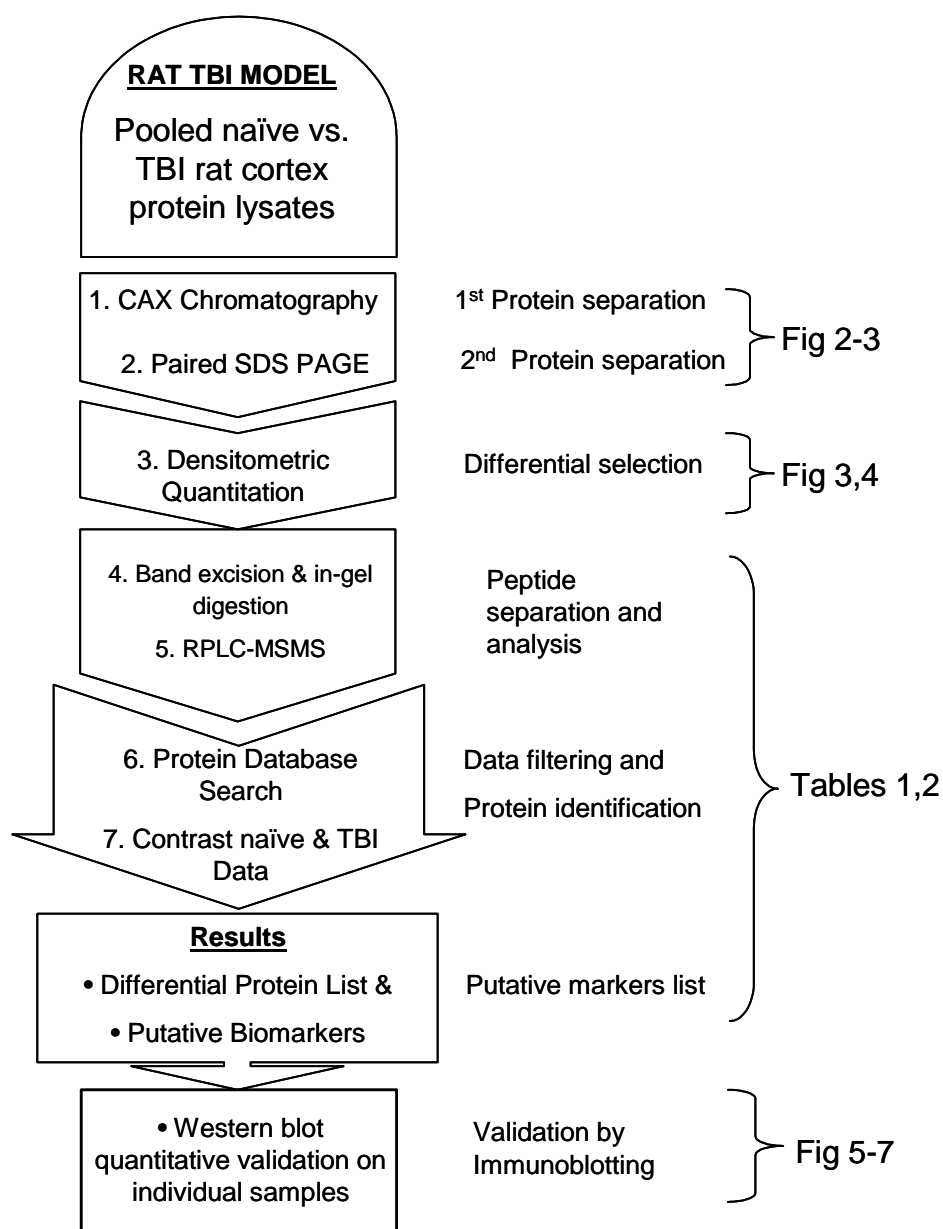 RAT TBI MODEL
Pooled naïve vs.
TBI rat cortex
protein lysates
1. CAX Chromatography
1st Protein separation
2. Paired SDS PAGE
2nd Protein separation
Fig 2-3
3. Densitometric
Quantitation
Differential selection
Fig 3,4
4. Band excision & in-gel
digestion
5. RPLC-MSMS
Peptide
separation and
analysis
6. Protein Database
Search
7. Contrast naïve & TBI
Data
Data filtering and
Protein identification
Tables 1,2
Results
• Differential Protein List &
• Putative Biomarkers
Putative markers list
• Western blot
quantitative validation on
individual samples
Validation by
Immunoblotting
Fig 5-7